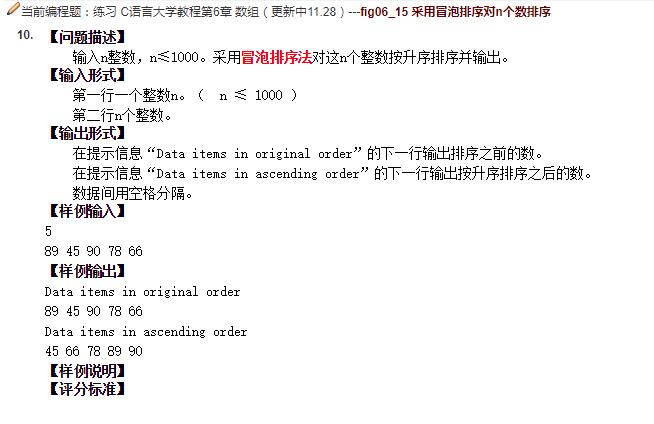 当前编程题：练习 C语言大学教程第6章 数组（更新中11.28）---fig06_15 采用冒泡排序对n个数排序
10. 【问题描述】
输入n整数，n≤1000。采用冒泡排序法对这n个整数按升序排序并输出。
【输入形式】
第一行一个整数n。（ n ≤ 1000 ）
第二行n个整数。
【输出形式】
在提示信息“Data items in original order”的下一行输出排序之前的数。
在提示信息“Data items in ascending order”的下一行输出按升序排序之后的数。
数据间用空格分隔。
【样例输入】
5
89 45 90 78 66
【样例输出】
Data items in original order
89 45 90 78 66
Data items in ascending order
45 66 78 89 90
【样例说明】
【评分标准】